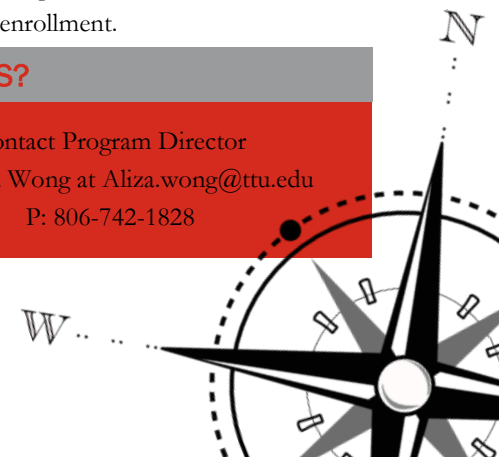 enrollment.
S?
ontact Program Director
Wong at Aliza.wong@ttu.edu
P: 806-742-1828
N
W